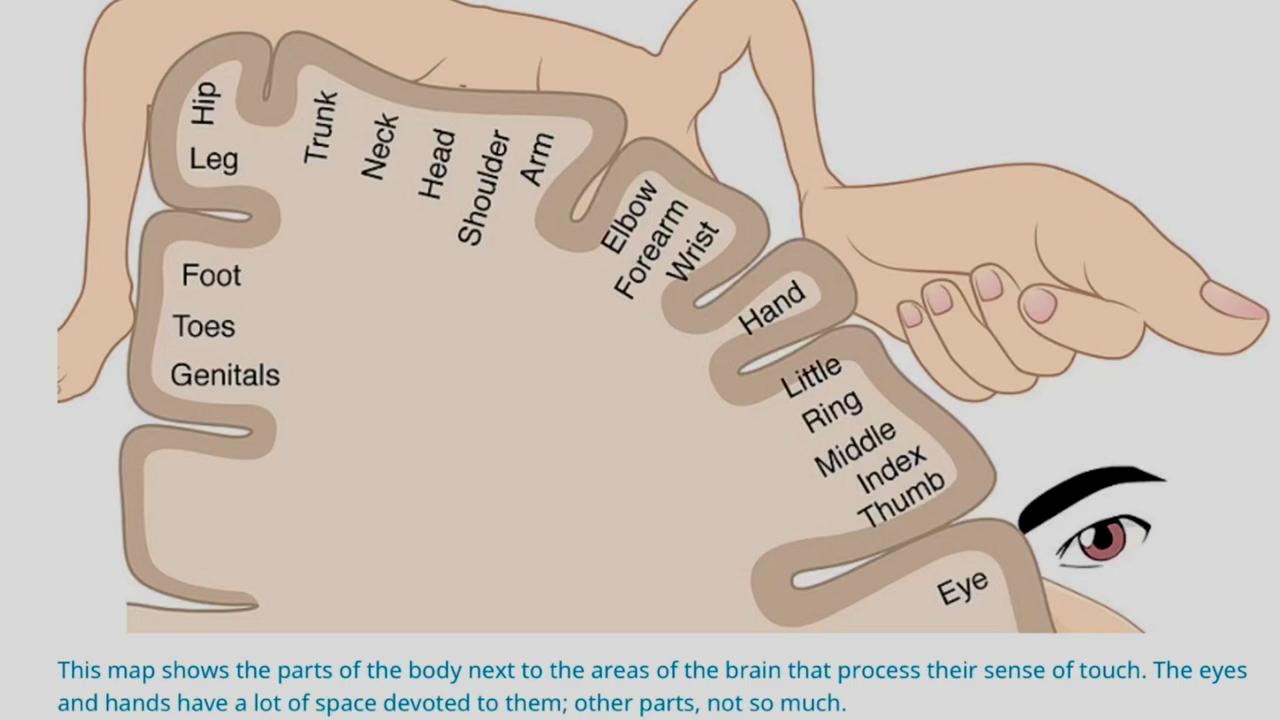 Hip
Leg
Trunk
Neck
Head
Shoulder
Arm
Elbow
Forearm
Wrist
Hand
Little
Ring
Middle
Index
Thumb
Eye
Foot
Toes
Genitals
This map shows the parts of the body next to the areas of the brain that process their sense of touch. The eyes
and hands have a lot of space devoted to them; other parts, not so much.